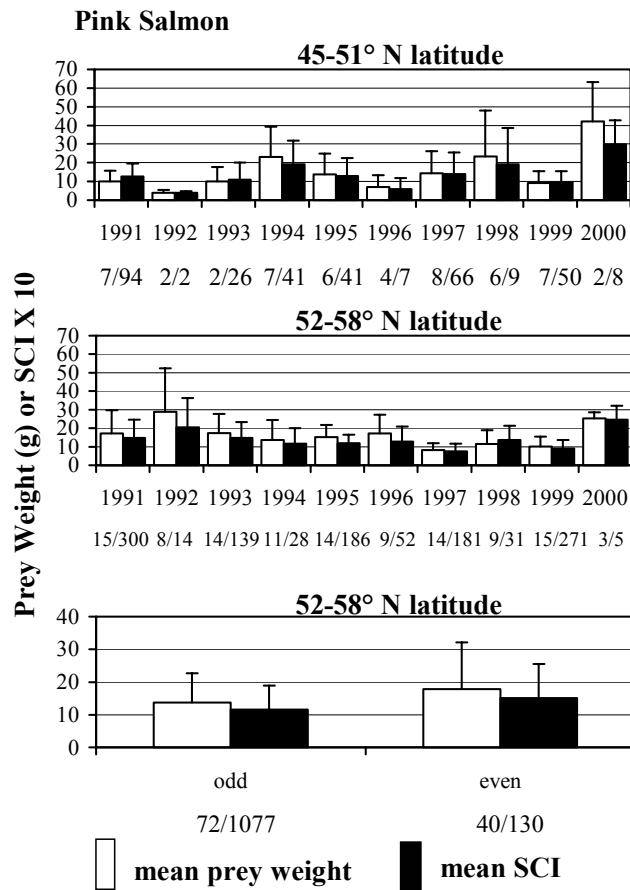 Pink Salmon
45-51° N latitude
70
60
50
40
30
20
10
0
1991 1992 1993 1994 1995 1996 1997 1998 1999 2000
7/94 2/2 2/26 7/41 6/41 4/7 8/66 6/9 7/50 2/8
Prey Weight (g) or SCI X 10
52-58° N latitude
70
60
50
40
30
20
10
0
1991 1992 1993 1994 1995 1996 1997 1998 1999 2000
15/300 8/14 14/139 11/28 14/186 9/52 14/181 9/31 15/271 3/5
52-58° N latitude
40
30
20
10
0
odd even
72/1077 40/130
mean prey weight mean SCI